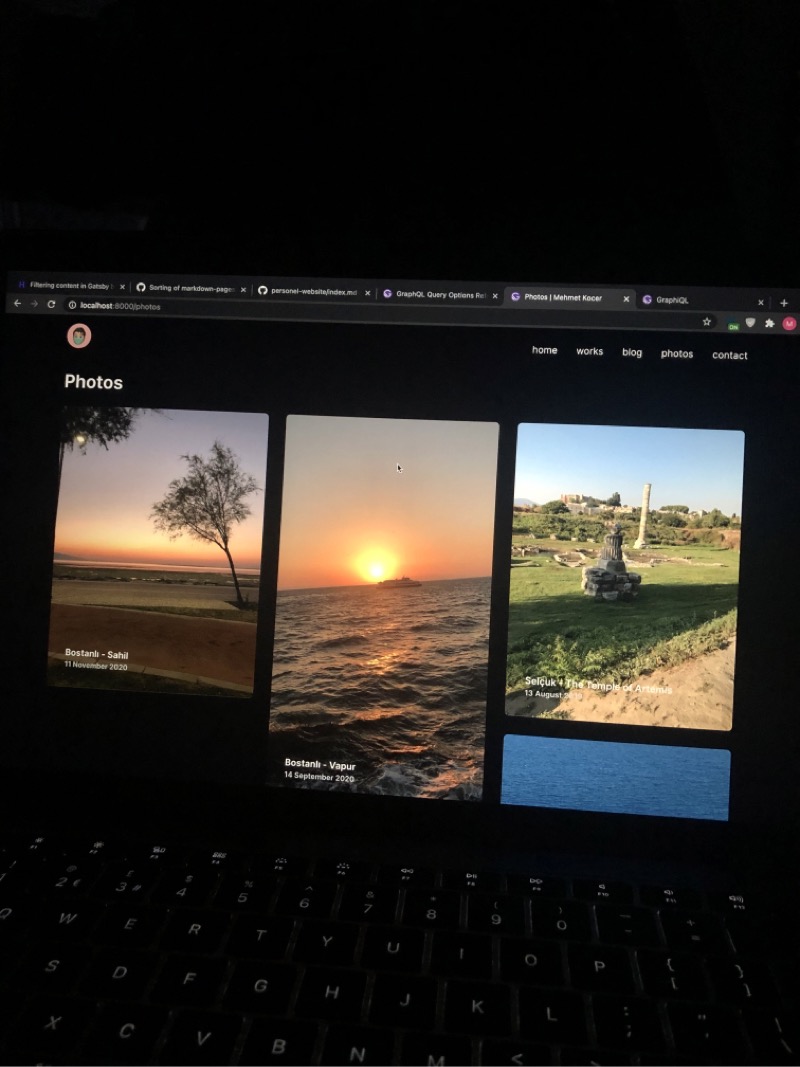 Filtering content in Gatsby
Sorting of markdown-page
personel-website/index.md
GraphQL Query Options Re
Photos | Mehmet Kocer
GraphiQL
localhost:8000/photos
ON
M
home works blog photos contact
Photos
Bostanlı - Sahil
11 November 2020
Bostanlı - Vapur
14 September 2020
Selçuk - The Temple of Artemis
13 August
2 3 4 5 6 7 8 9 0
Q W E R T Y U I O P
S D F G H J K L
X C V B N M